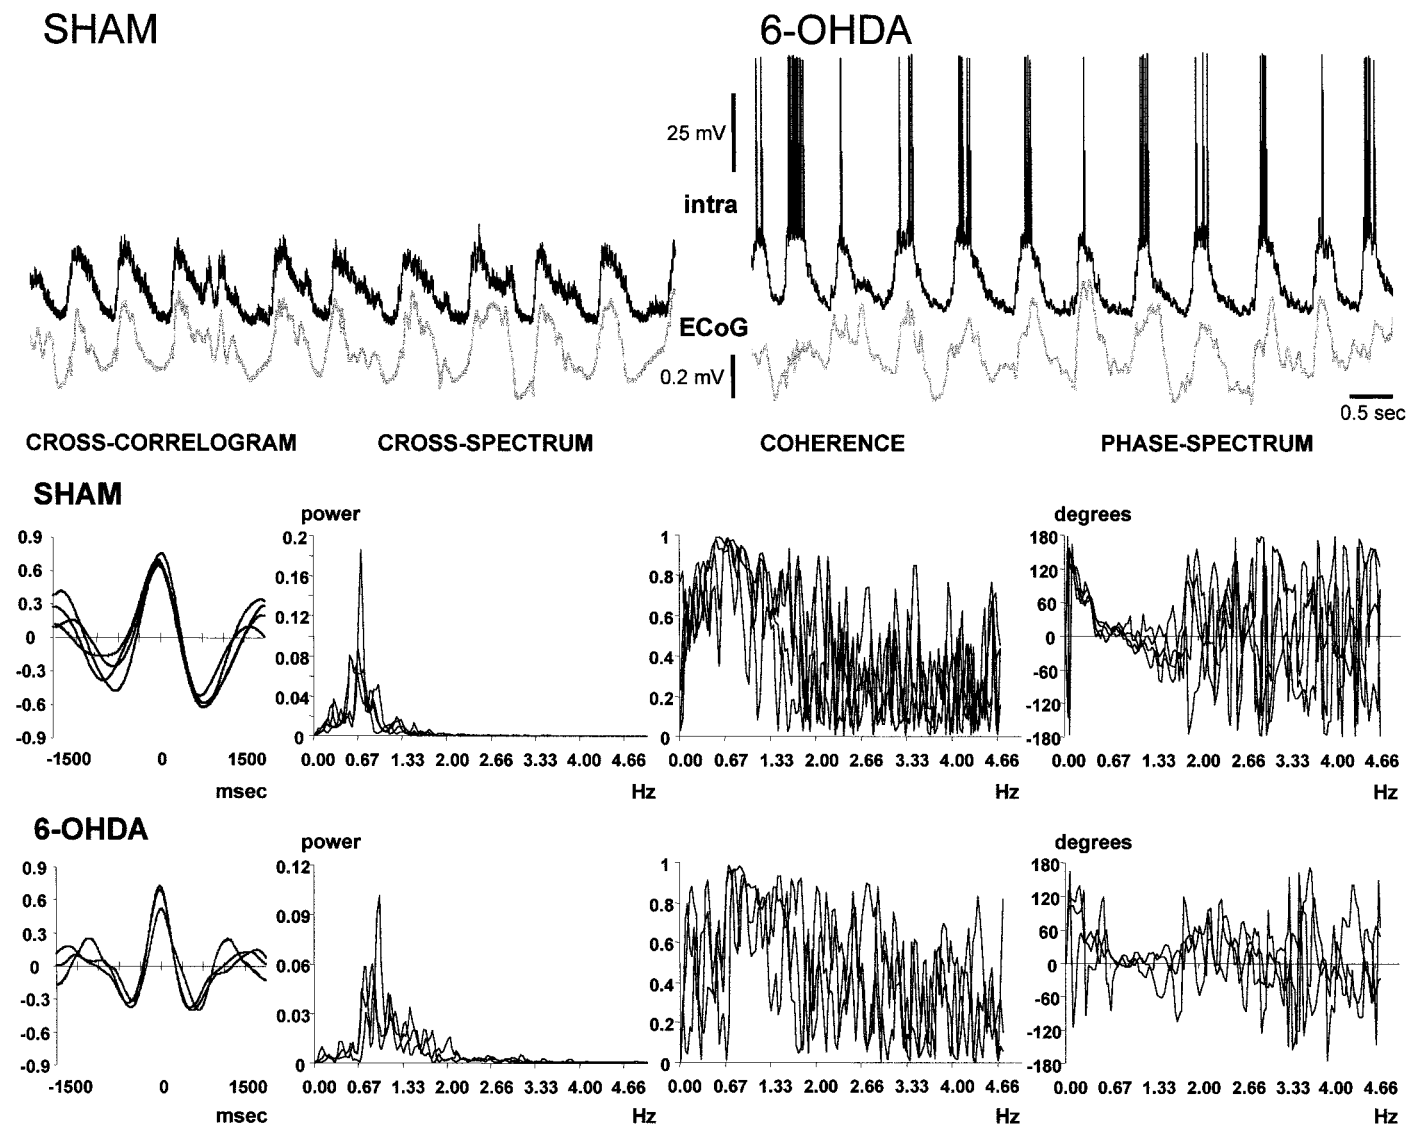 SHAM
6-OHDA
25 mV
intra
ECoG
0.2 mV
0.5 sec
CROSS-CORRELOGRAM CROSS-SPECTRUM COHERENCE PHASE-SPECTRUM
SHAM
power
degrees
0.9
0.6
0.3
0
-0.3
-0.6
-0.9
-1500 0 1500
msec
0.2
0.16
0.12
0.08
0.04
0
0.00 0.67 1.33 2.00 2.66 3.33 4.66
Hz
1
0.8
0.6
0.4
0.2
0
0.00 0.67 1.33 2.00 2.66 3.33 4.00 4.66
Hz
180
120
60
0
-60
-120
-180
0.00 0.67 1.33 2.00 2.66 3.33 4.00 4.66
Hz
6-OHDA
power
degrees
0.9
0.6
0.3
0
-0.3
-0.6
-0.9
-1500 0 1500
msec
0.12
0.09
0.06
0.03
0
0.00 0.67 1.33 2.00 2.66 3.33 4.66
Hz
1
0.8
0.6
0.4
0.2
0
0.00 0.67 1.33 2.00 2.66 3.33 4.00 4.66
Hz
180
120
60
0
-60
-120
-180
0.00 0.67 1.33 2.00 2.66 3.33 4.00 4.66
Hz